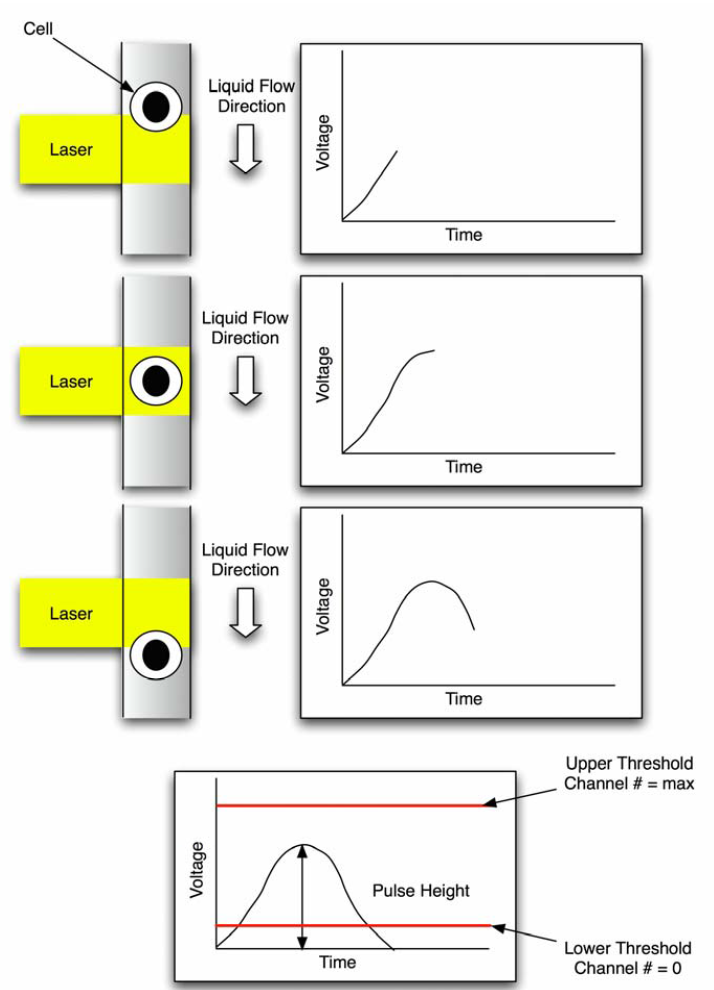 Cell
Liquid Flow
Direction
Laser
Voltage
Time
Liquid Flow
Direction
Laser
Voltage
Time
Liquid Flow
Direction
Laser
Voltage
Time
Upper Threshold
Channel # = max
Voltage
Pulse Height
Time
Lower Threshold
Channel # = 0